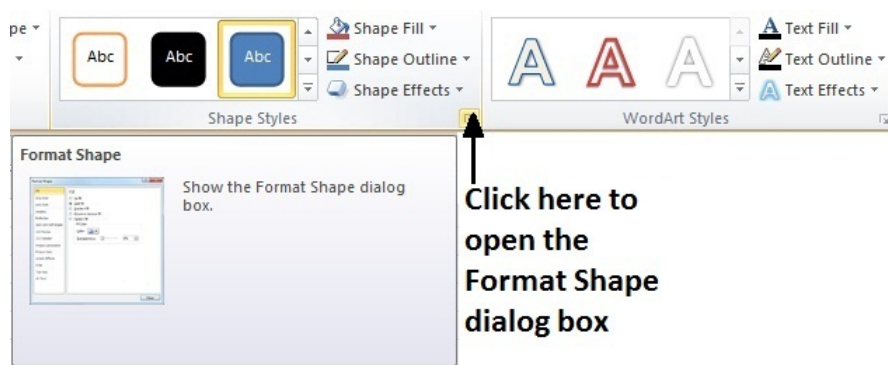 pe
Abc Abc Abc
Shape Fill
Shape Outline
Shape Effects
Shape Styles
A A A
A Text Fill
Text Outline
A Text Effects
WordArt Styles
Format Shape
Show the Format Shape dialog
box.
Click here to
open the
Format Shape
dialog box